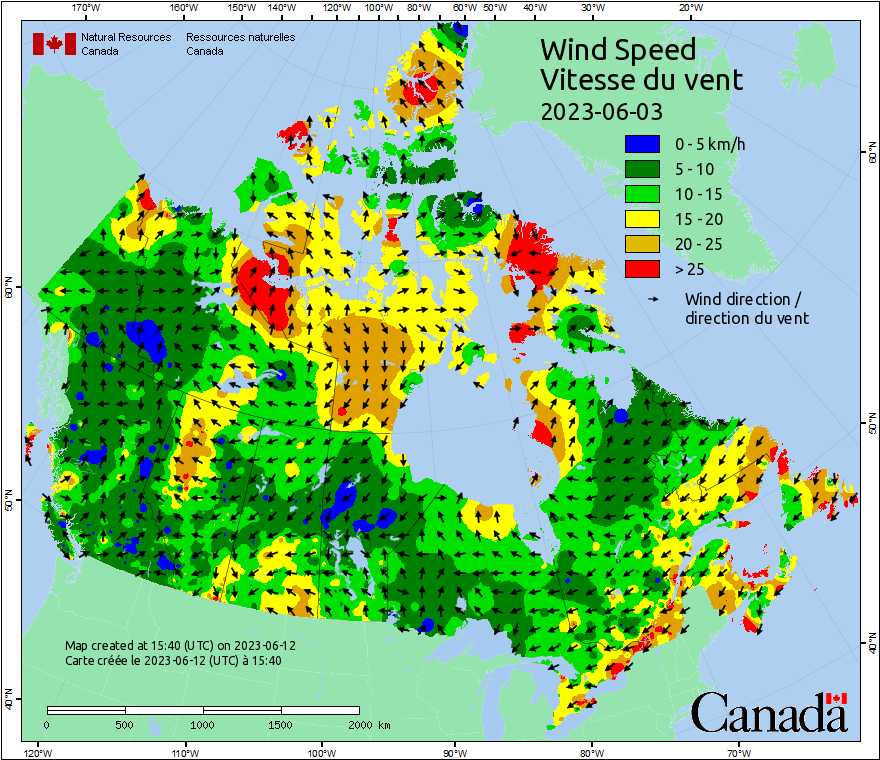 170°W 160°W 150°W 140°W 120°W 100°W 80°W 60°W 50°W 40°W 30°W 20°W
Natural Resources Ressources naturelles
Canada Canada
Wind Speed
Vitesse du vent
2023-06-03
0 - 5 km/h
5 - 10
10 - 15
15 - 20
20 - 25
> 25
Wind direction /
direction du vent
60°N
60°N
50°N
50°N
40°N
40°N
Map created at 15:40 (UTC) on 2023-06-12
Carte créée le 2023-06-12 (UTC) à 15:40
0 500 1000 1500 2000 km
Canada
120°W 110°W 100°W 90°W 80°W 70°W